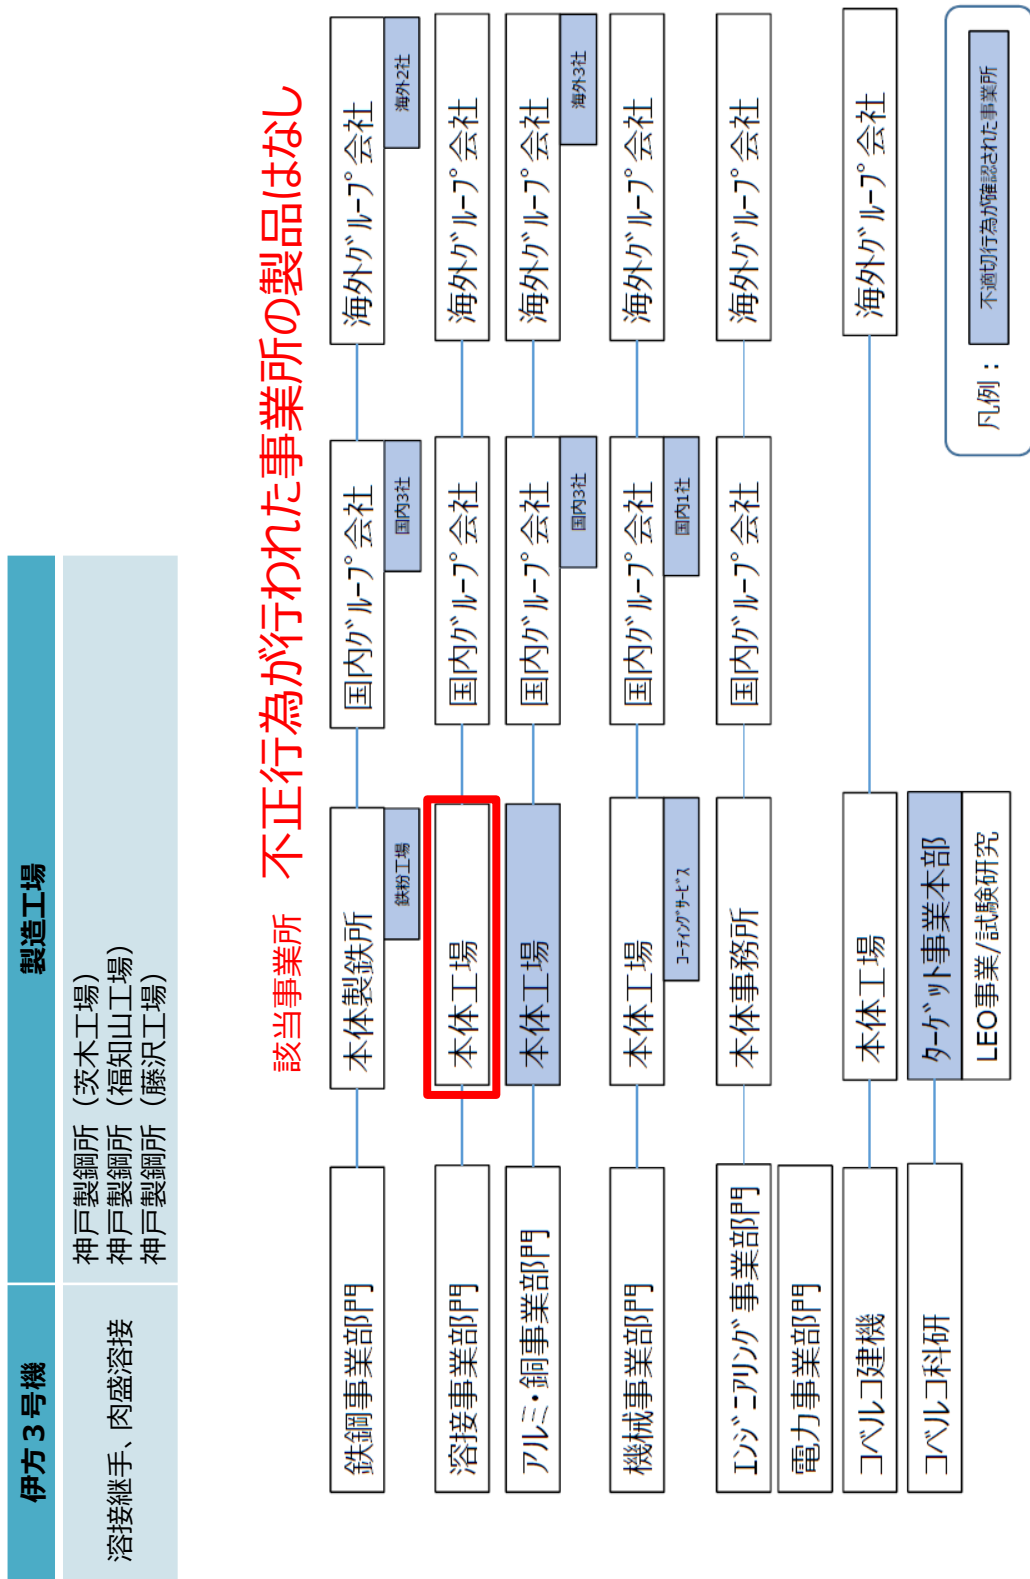 伊方３号機
製造工場
溶接継手、肉盛溶接
神戸製鋼所（茨木工場）
神戸製鋼所（福知山工場）
神戸製鋼所（藤沢工場）
該当事業所
不正行為が行われた事業所の製品はなし
鉄鋼事業部門
本体製鉄所
鉄粉工場
国内ｸﾞﾙｰﾌﾟ会社
国内3社
海外ｸﾞﾙｰﾌﾟ会社
海外2社
溶接事業部門
本体工場
国内ｸﾞﾙｰﾌﾟ会社
海外ｸﾞﾙｰﾌﾟ会社
ｱﾙﾐ・銅事業部門
本体工場
国内ｸﾞﾙｰﾌﾟ会社
国内3社
海外ｸﾞﾙｰﾌﾟ会社
海外3社
機械事業部門
本体工場
ｺｰﾃｨﾝｸﾞｻｰﾋﾞｽ
国内ｸﾞﾙｰﾌﾟ会社
国内1社
海外ｸﾞﾙｰﾌﾟ会社
ｴﾝｼﾞﾆｱﾘﾝｸﾞ事業部門
本体事務所
国内ｸﾞﾙｰﾌﾟ会社
海外ｸﾞﾙｰﾌﾟ会社
電力事業部門
ｺﾍﾞﾙｺ建機
本体工場
海外ｸﾞﾙｰﾌﾟ会社
ｺﾍﾞﾙｺ科研
ﾀｰｹﾞｯﾄ事業本部
LEO事業/試験研究
凡例：
不適切行為が確認された事業所